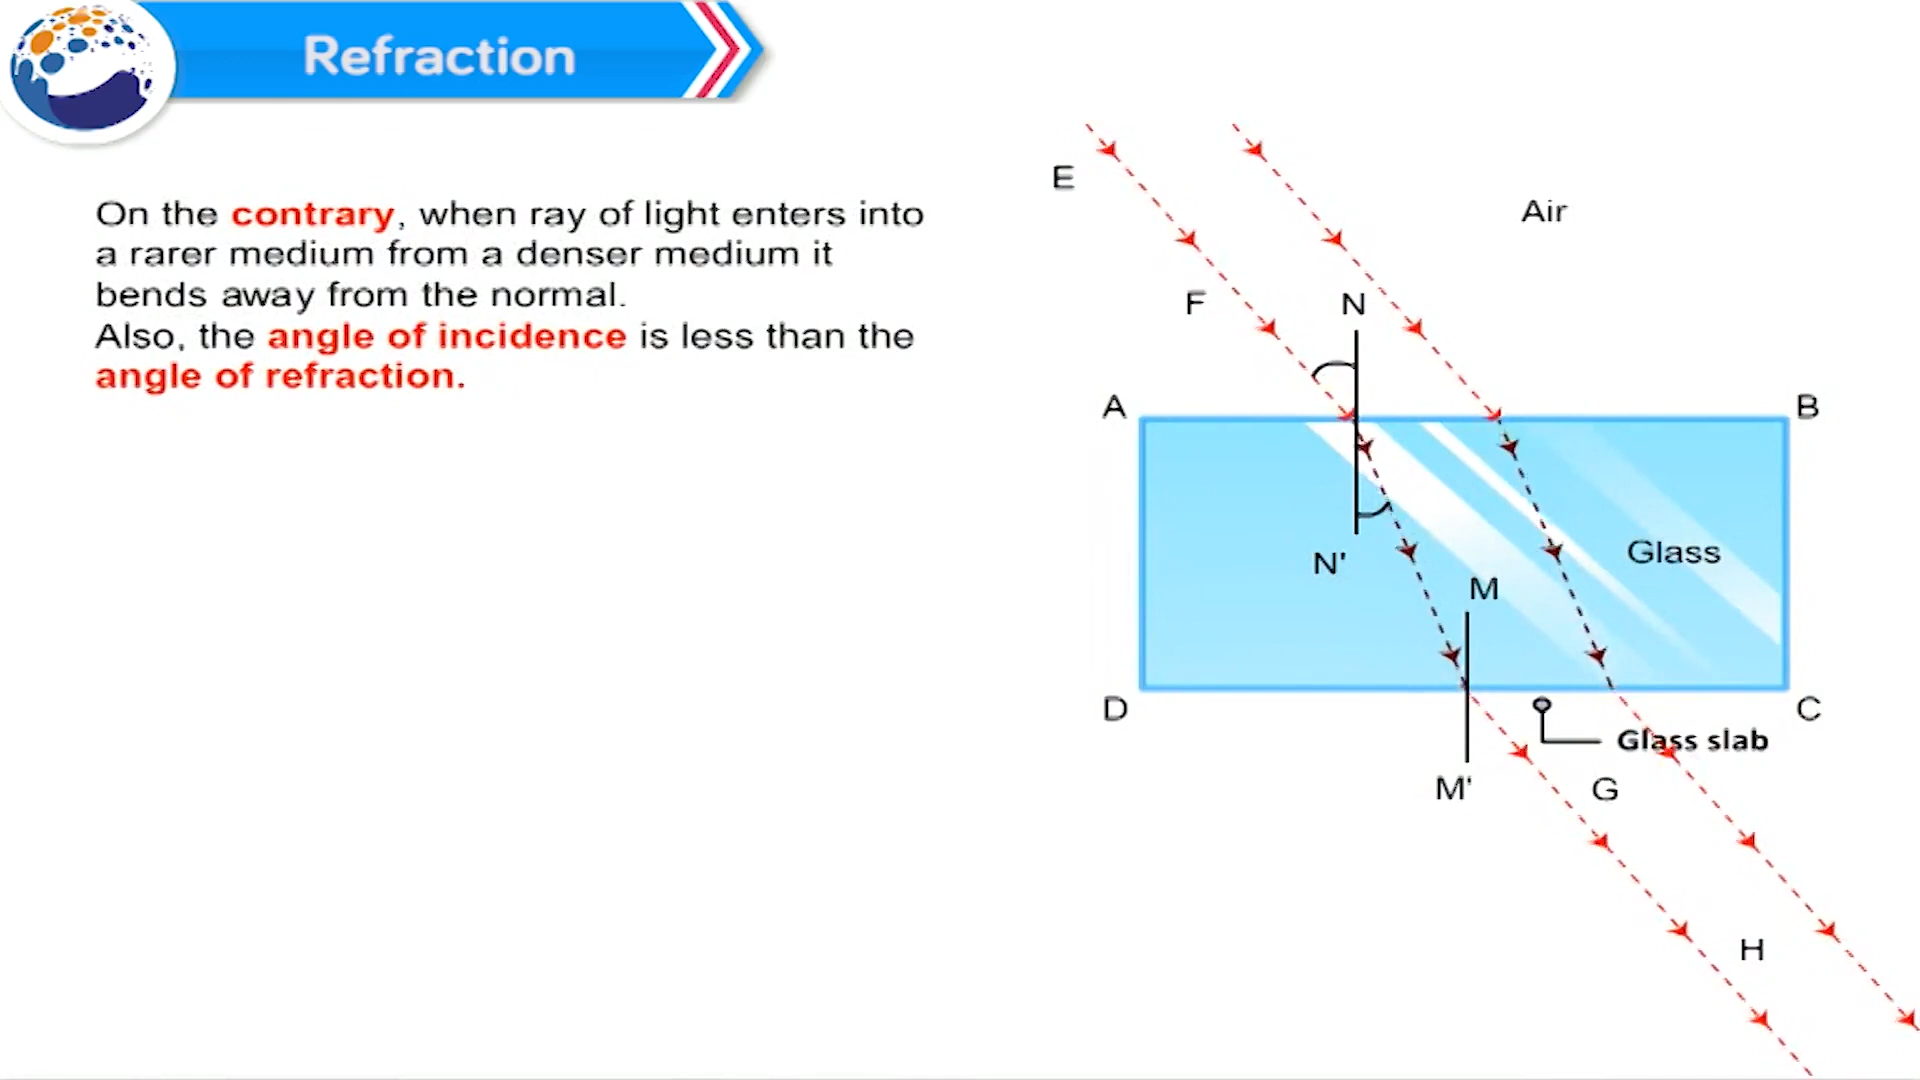 Refraction
On the contrary, when ray of light enters into
a rarer medium from a denser medium it
bends away from the normal.
Also, the angle of incidence is less than the
angle of refraction.
E
Air
F
N
A
B
Glass
N'
M
D
C
Glass slab
M'
G
H